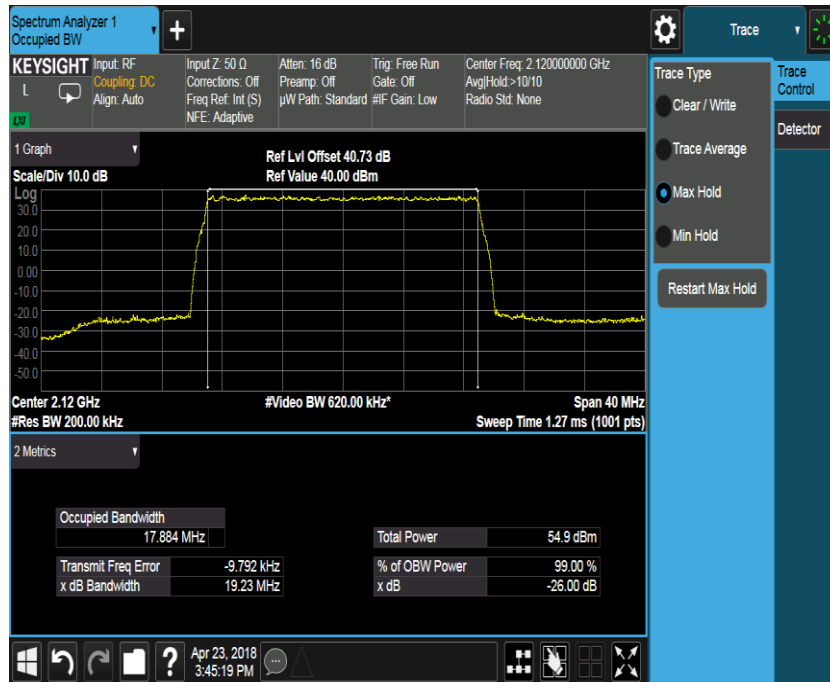 Spectrum Analyzer 1
Occupied BW
+
Trace
KEYSIGHT Input: RF Input Z: 50 Ω Atten: 16 dB Trig: Free Run Center Freq: 2.120000000 GHz
L Coupling: DC Corrections: Off Preamp: Off Gate: Off Avg|Hold:>10/10
Align: Auto Freq Ref: Int (S) µW Path: Standard #IF Gain: Low Radio Std: None
LXI NFE: Adaptive
Trace Type
Clear / Write
Trace Average
Max Hold
Min Hold
Restart Max Hold
Trace
Control
Detector
1 Graph
Ref Lvl Offset 40.73 dB
Scale/Div 10.0 dB Ref Value 40.00 dBm
Log
30.0
20.0
10.0
0.00
-10.0
-20.0
-30.0
-40.0
-50.0
Center 2.12 GHz #Video BW 620.00 kHz* Span 40 MHz
#Res BW 200.00 kHz Sweep Time 1.27 ms (1001 pts)
2 Metrics
Occupied Bandwidth
17.884 MHz Total Power 54.9 dBm
Transmit Freq Error -9.792 kHz % of OBW Power 99.00 %
x dB Bandwidth 19.23 MHz x dB -26.00 dB
? Apr 23, 2018
3:45:19 PM